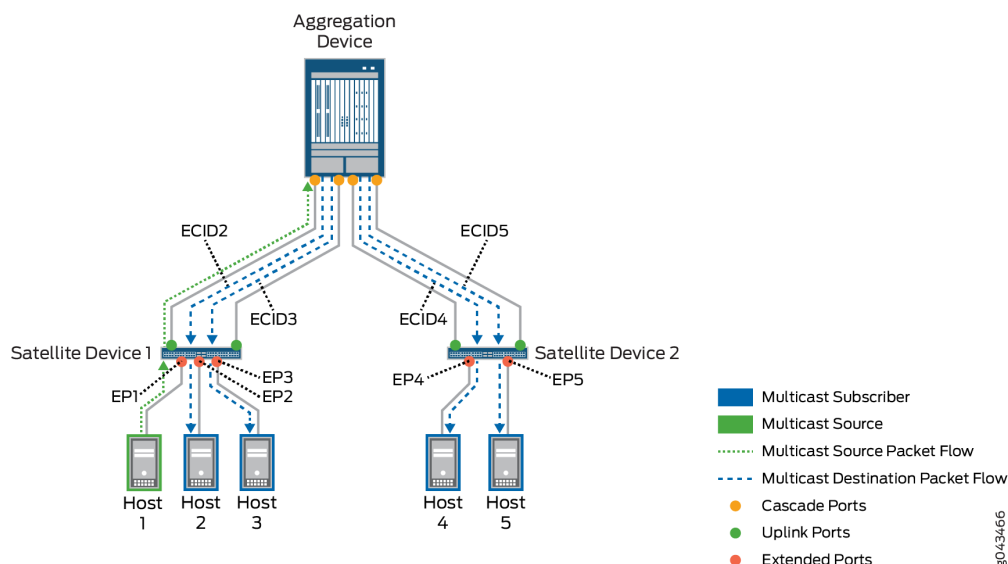 Aggregation
Device
ECID2
ECID5
ECID3
ECID4
Satellite Device 1
Satellite Device 2
EP3
EP1
EP2
EP4
EP5
Host
1
Host
2
Host
3
Host
4
Host
5
Multicast Subscriber
Multicast Source
Multicast Source Packet Flow
Multicast Destination Packet Flow
Cascade Ports
Uplink Ports
Extended Ports
g043466